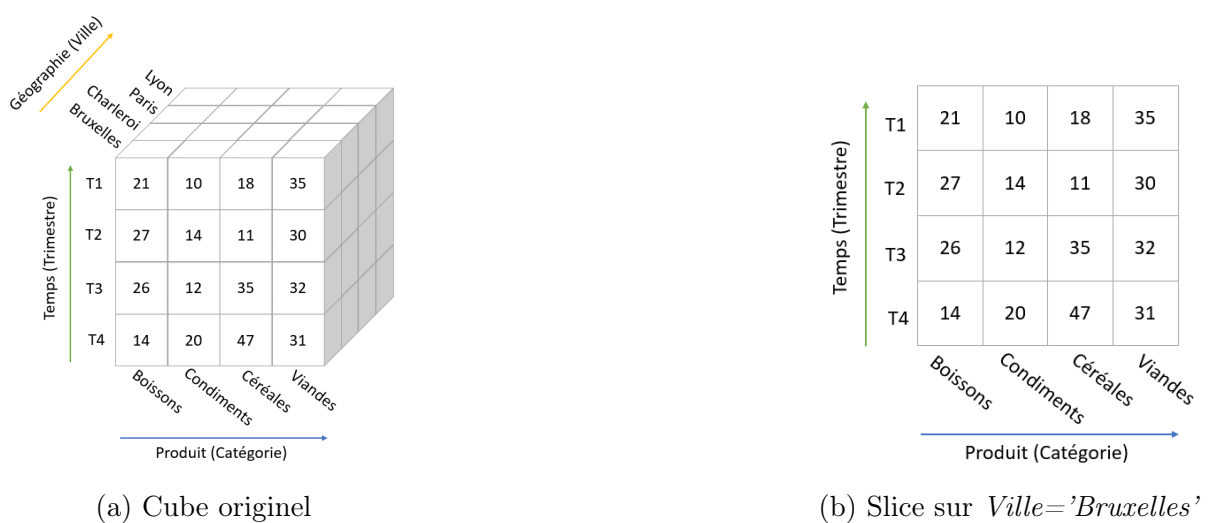 Géographie (Ville)
Lyon
Paris
Charleroi
Bruxelles
Temps (Trimestre)
T1 21 10 18 35
T2 27 14 11 30
T3 26 12 35 32
T4 14 20 47 31
Boissons Condiments Céréales Viandes
Produit (Catégorie)
(a) Cube originel
Temps (Trimestre)
T1 21 10 18 35
T2 27 14 11 30
T3 26 12 35 32
T4 14 20 47 31
Boissons Condiments Céréales Viandes
Produit (Catégorie)
(b) Slice sur Ville='Bruxelles'